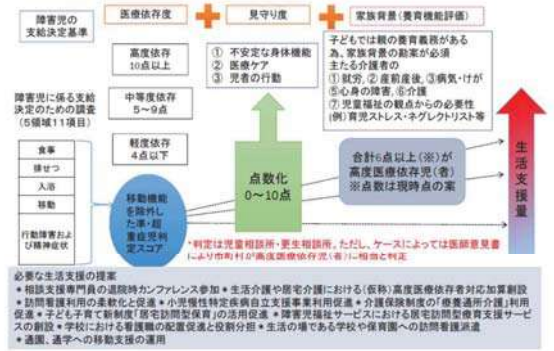 障害児の
支給決定基準
医療依存度
見守り度
家族背景(養育機能評価)
高度依存
10点以上
中等度依存
5~9点
軽度依存
4点以下
① 不安定な身体機能
② 医療ケア
③ 児者の行動
子どもでは親の養育義務がある
為、家族背景の勘案が必須
主たる介護者の
① 就労, ② 産前産後, ③病気・けが
⑤心身の障害, ⑥介護
⑦ 児童福祉の観点からの必要性
(例) 育児ストレス・ネグレクトリスト等
障害児に係る支給
決定のための調査
(5領域11項目)
食事
排せつ
入浴
移動
行動障害およ
び精神症状
移動機能
を除外し
た準・超
重症児判
定スコア
点数化
0~10点
合計6点以上(※)が
高度医療依存児(者)
※点数は現時点の案
生活支援量
*判定は児童相談所・更生相談所、ただし、ケースによっては医師意見書
により市町村が高度医療依存児(者)に相当と判定
必要な生活支援の提案
*相談支援専門員の退院時カンファレンス参加 *生活介護や居宅介護における(仮称)高度医療依存者対応加算創設
*訪問看護利用の柔軟化と促進 *小児慢性特定疾病自立支援事業利用促進 *介護保険制度の「療養通所介護」利用
促進 *子ども子育て新制度「居宅訪問型保育」の活用促進 *障害児福祉サービスにおける居宅訪問型療育支援サービ
スの創設 *学校における看護職の配置促進と役割分担 *生活の場である学校や保育園への訪問看護派遣
*通園、通学への移動支援の運用